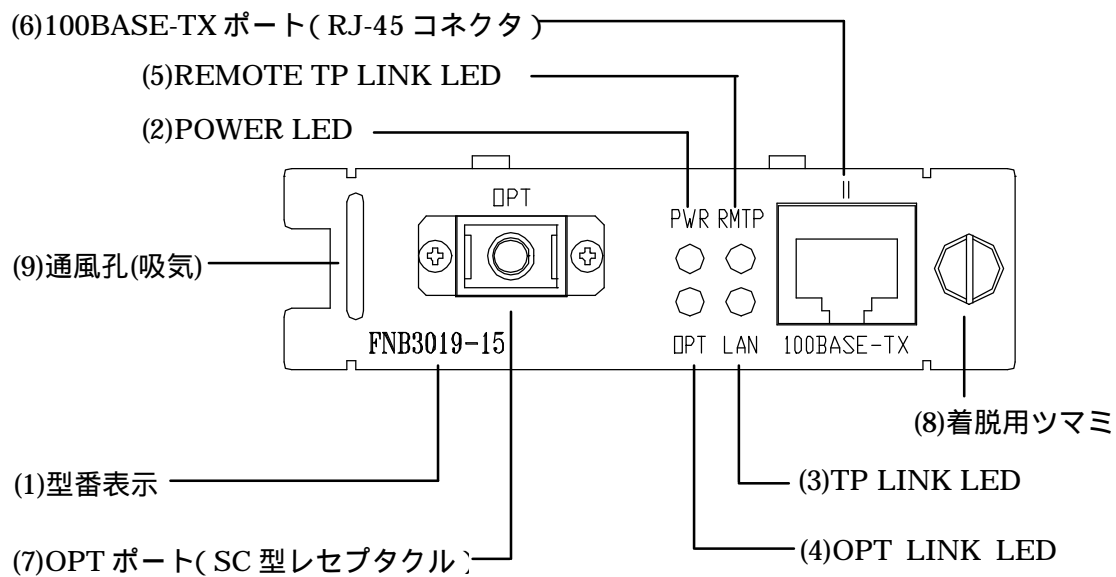 (6)100BASE-TX ポート( RJ-45 コネクタ )
(5)REMOTE TP LINK LED
(2)POWER LED
OPT
PWR RMTP
II
(9)通風孔(吸気)
FNB3019-15
OPT LAN 100BASE-TX
(8)着脱用ツマミ
(1)型番表示
(3)TP LINK LED
(7)OPT ポート( SC 型レセプタクル )
(4)OPT LINK LED